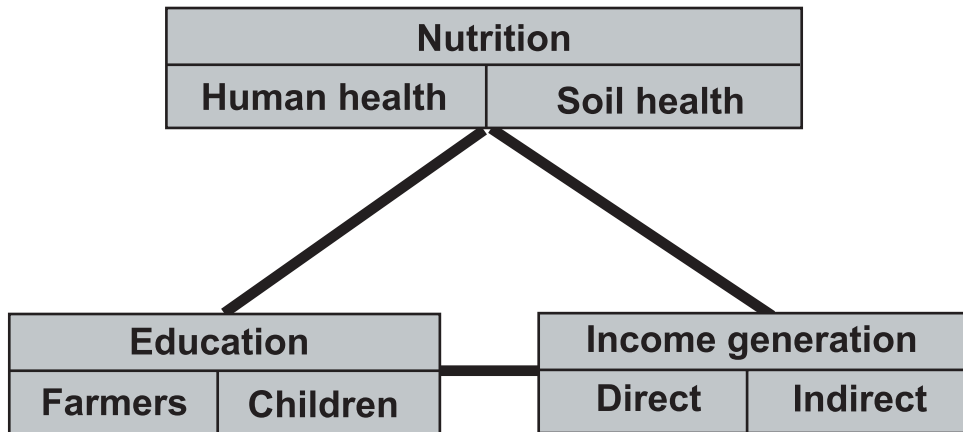 Nutrition
Human health
Soil health
Education
Farmers
Children
Income generation
Direct
Indirect